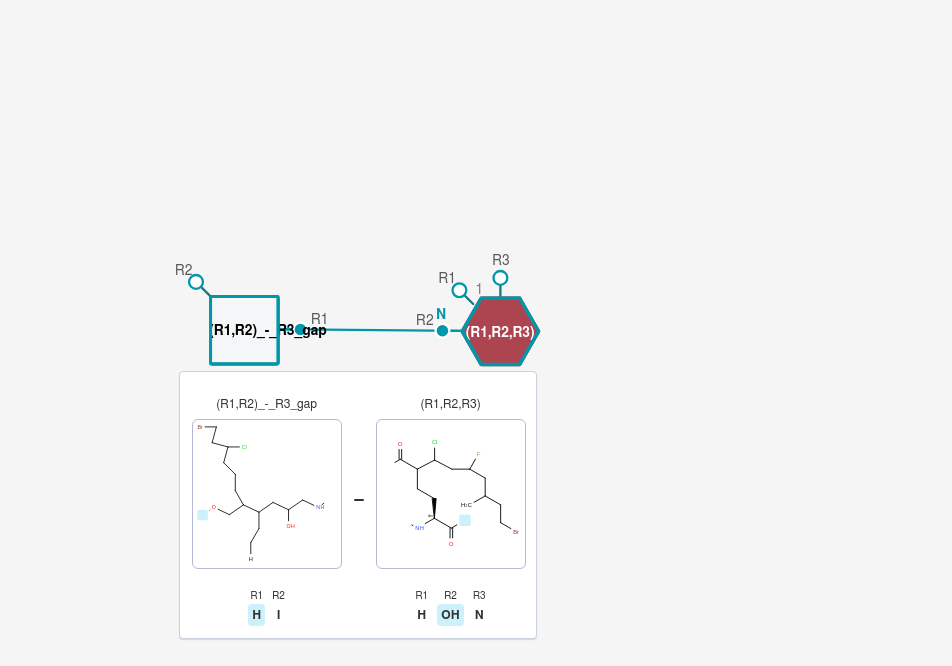 R3
R2
R1
1
N
R1
R2
(R1,R2)_-_R3_gap
(R1,R2,R3)
(R1,R2)_-_R3_gap
(R1,R2,R3)
Br
Cl
O
OH
H
–
O
Cl
F
H₃C
NH
O
Br
R1 R2
R1 R2 R3
H I
H OH N